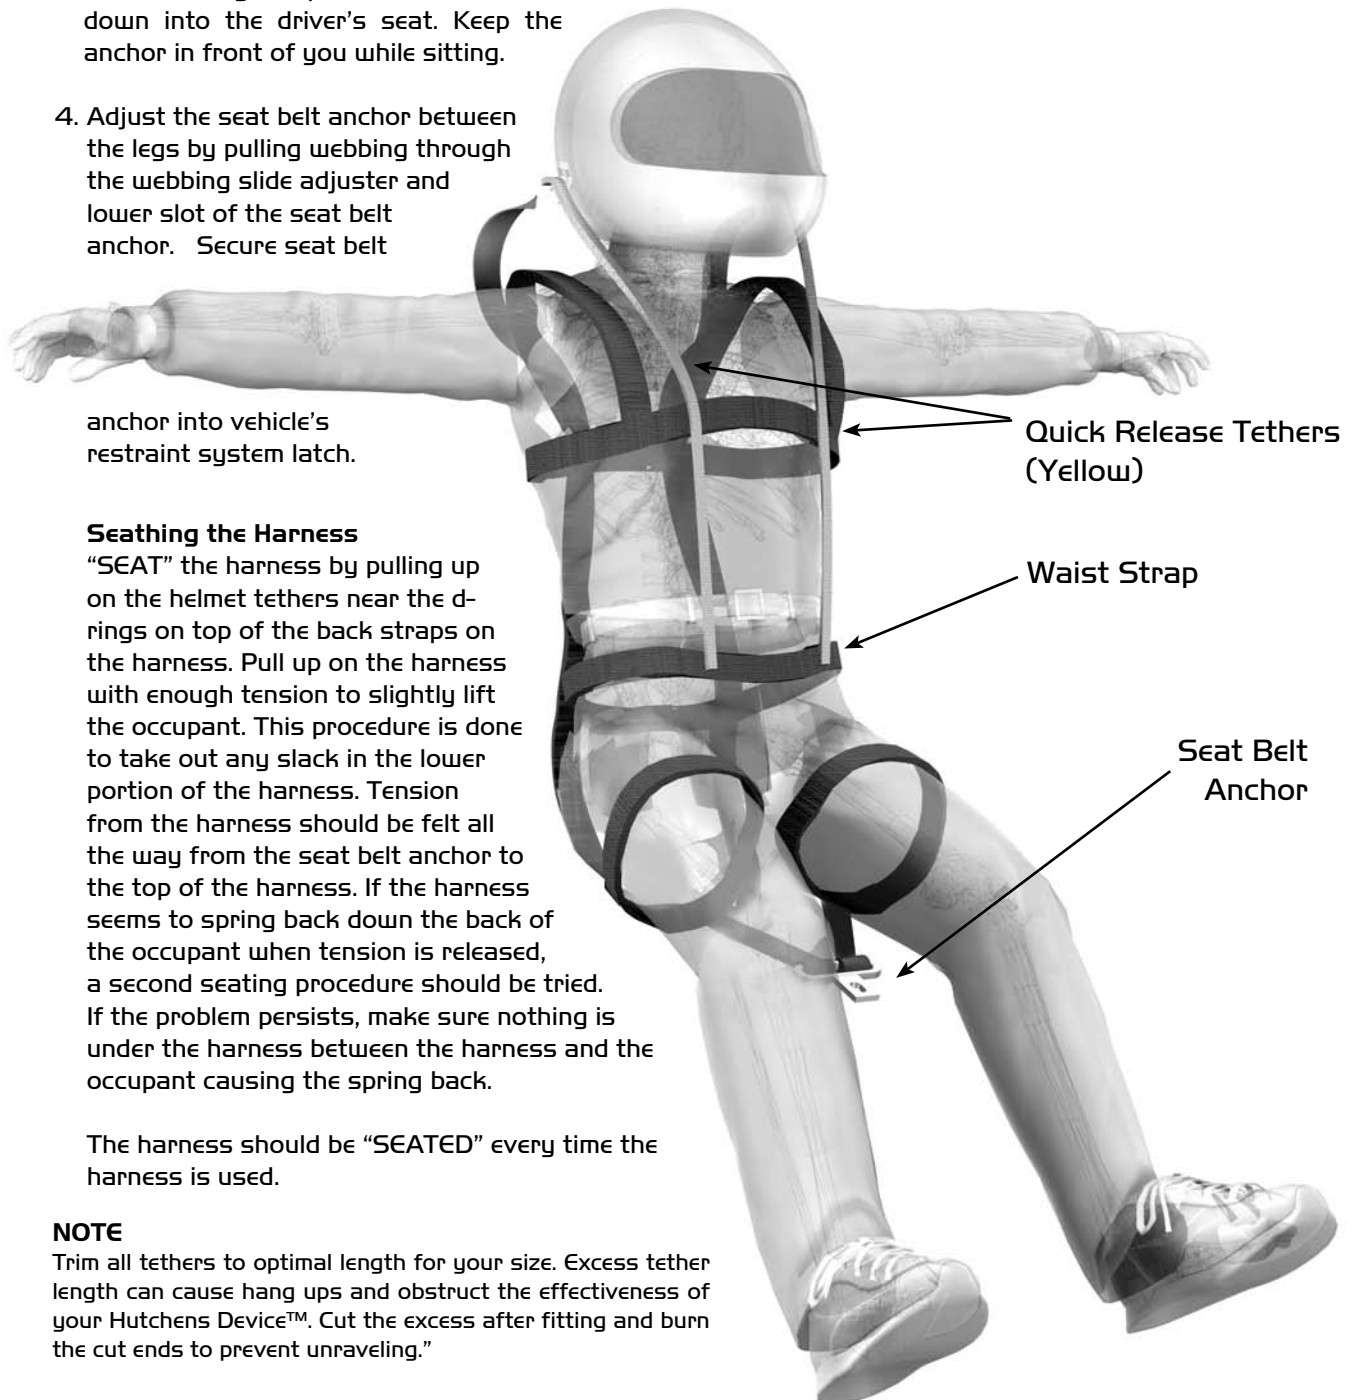 down into the driver's seat. Keep the
anchor in front of you while sitting.
4. Adjust the seat belt anchor between
the legs by pulling webbing through
the webbing slide adjuster and
lower slot of the seat belt
anchor.   Secure seat belt
anchor into vehicle's
restraint system latch.
Seathing the Harness
“SEAT” the harness by pulling up
on the helmet tethers near the d-
rings on top of the back straps on
the harness. Pull up on the harness
with enough tension to slightly lift
the occupant. This procedure is done
to take out any slack in the lower
portion of the harness. Tension
from the harness should be felt all
the way from the seat belt anchor to
the top of the harness. If the harness
seems to spring back down the back of
the occupant when tension is released,
a second seating procedure should be tried.
If the problem persists, make sure nothing is
under the harness between the harness and the
occupant causing the spring back.
The harness should be “SEATED” every time the
harness is used.
NOTE
Trim all tethers to optimal length for your size. Excess tether
length can cause hang ups and obstruct the effectiveness of
your Hutchens Device™. Cut the excess after fitting and burn
the cut ends to prevent unraveling.”
Quick Release Tethers
(Yellow)
Waist Strap
Seat Belt
Anchor